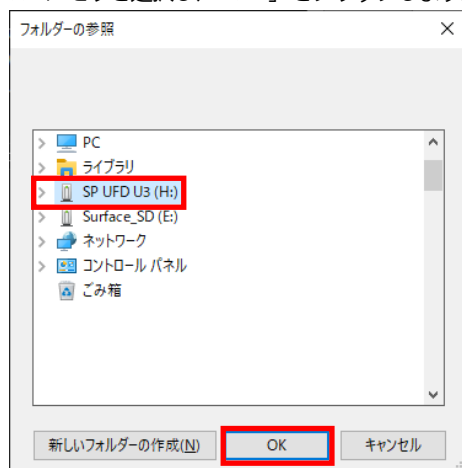 フォルダーの参照
PC
ライブラリ
SP UFD U3 (H:)
Surface_SD (E:)
ネットワーク
コントロール パネル
ごみ箱
新しいフォルダーの作成(N)
OK
キャンセル